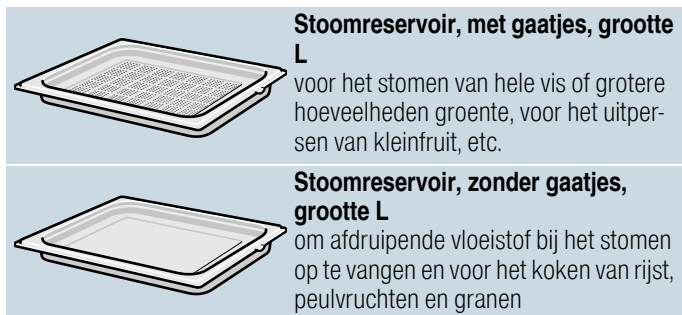 Stoomreservoir, met gaatjes, grootte
L
voor het stomen van hele vis of grotere
hoeveelheden groente, voor het uitper-
sen van kleinfruit, etc.
Stoomreservoir, zonder gaatjes,
grootte L
om afdruipende vloeistof bij het stomen
op te vangen en voor het koken van rijst,
peulvruchten en granen